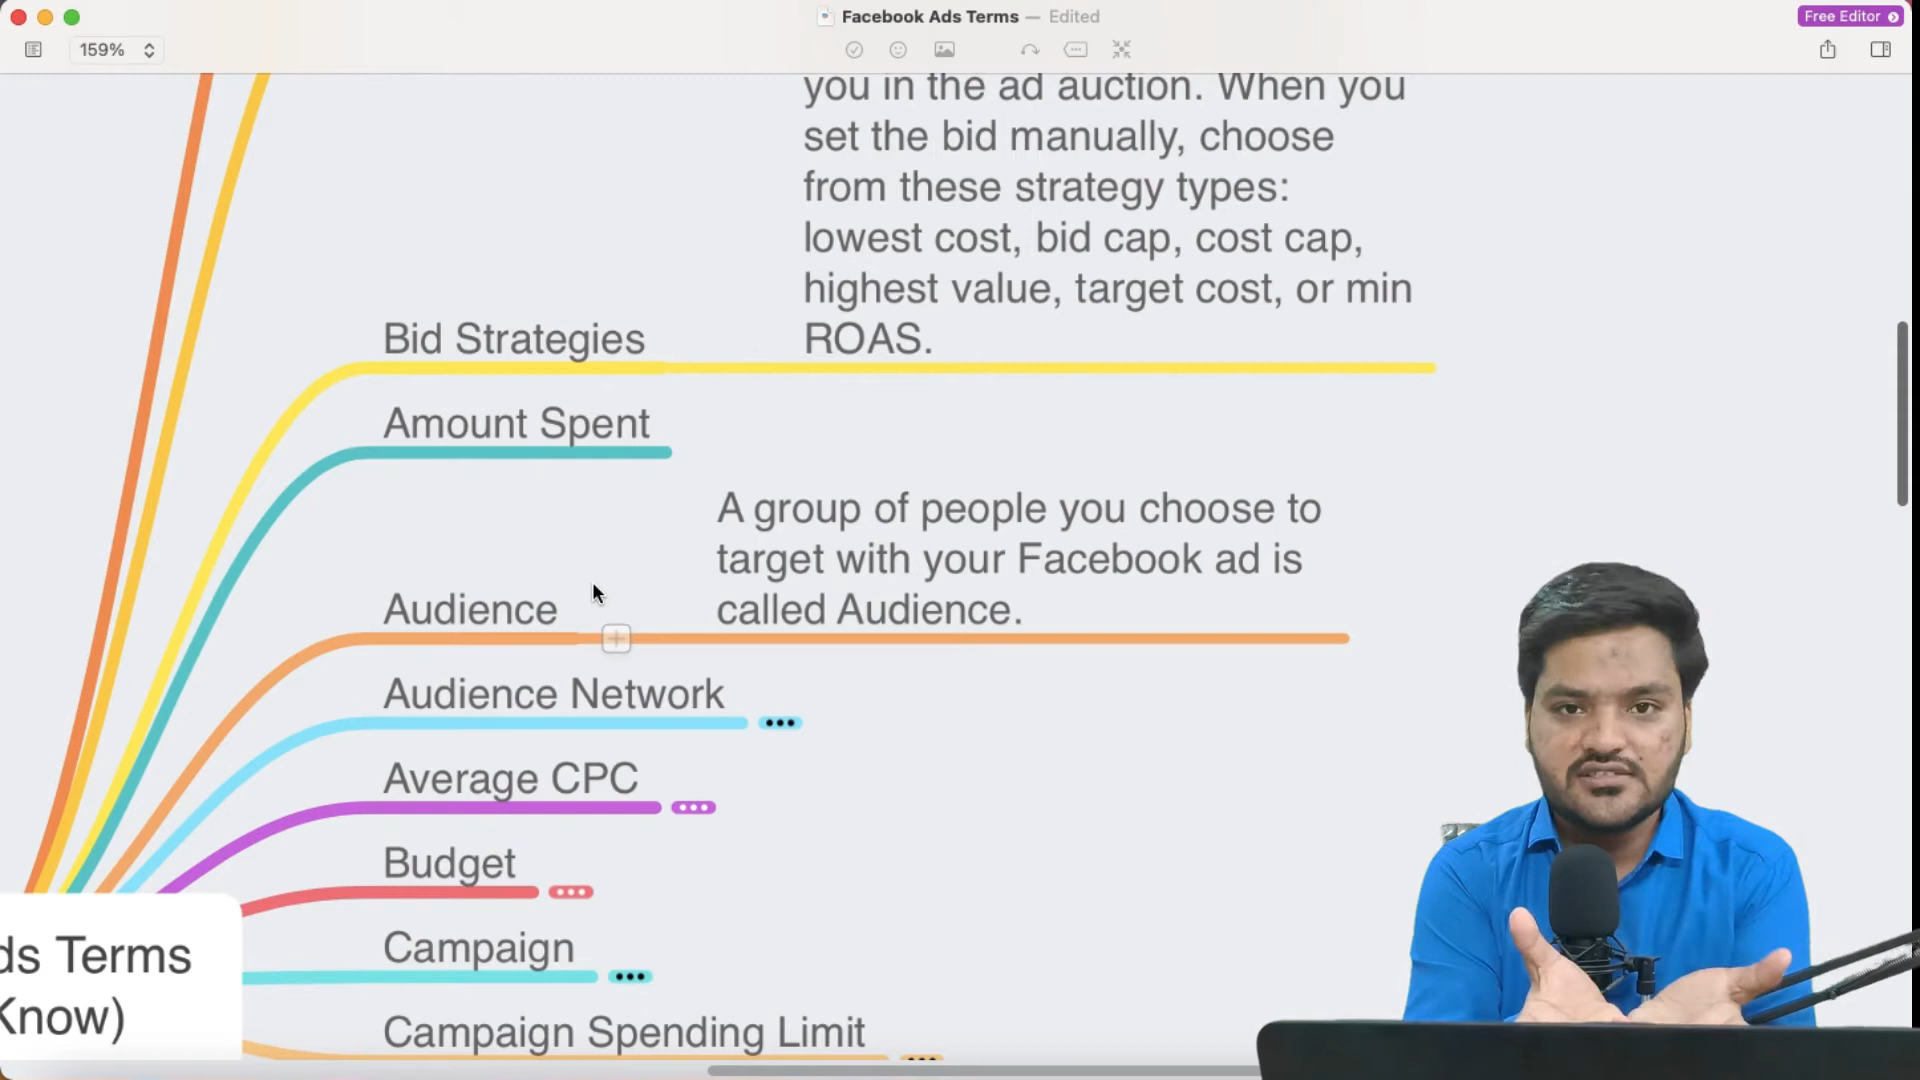 Facebook Ads Terms — Edited
Free Editor
159%
you in the ad auction. When you
set the bid manually, choose
from these strategy types:
lowest cost, bid cap, cost cap,
highest value, target cost, or min
ROAS.
Bid Strategies
Amount Spent
A group of people you choose to
target with your Facebook ad is
called Audience.
Audience
Audience Network
Average CPC
Budget
Campaign
ds Terms
Know)
Campaign Spending Limit